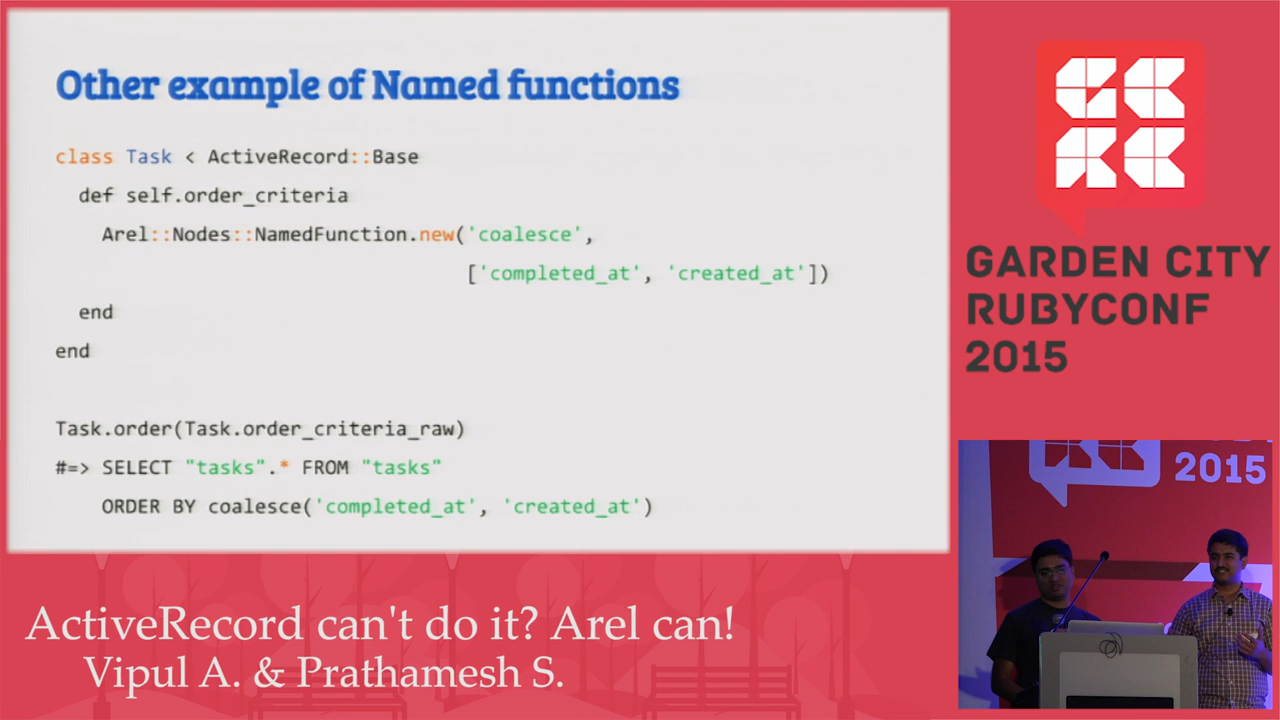 Other example of Named functions
class Task < ActiveRecord::Base
  def self.order_criteria
    Arel::Nodes::NamedFunction.new('coalesce',
                                   ['completed_at', 'created_at'])
  end
end
Task.order(Task.order_criteria_raw)
#=> SELECT "tasks".* FROM "tasks"
    ORDER BY coalesce('completed_at', 'created_at')
GARDEN CITY
RUBYCONF
2015
2015
ActiveRecord can't do it? Arel can!
Vipul A. & Prathamesh S.